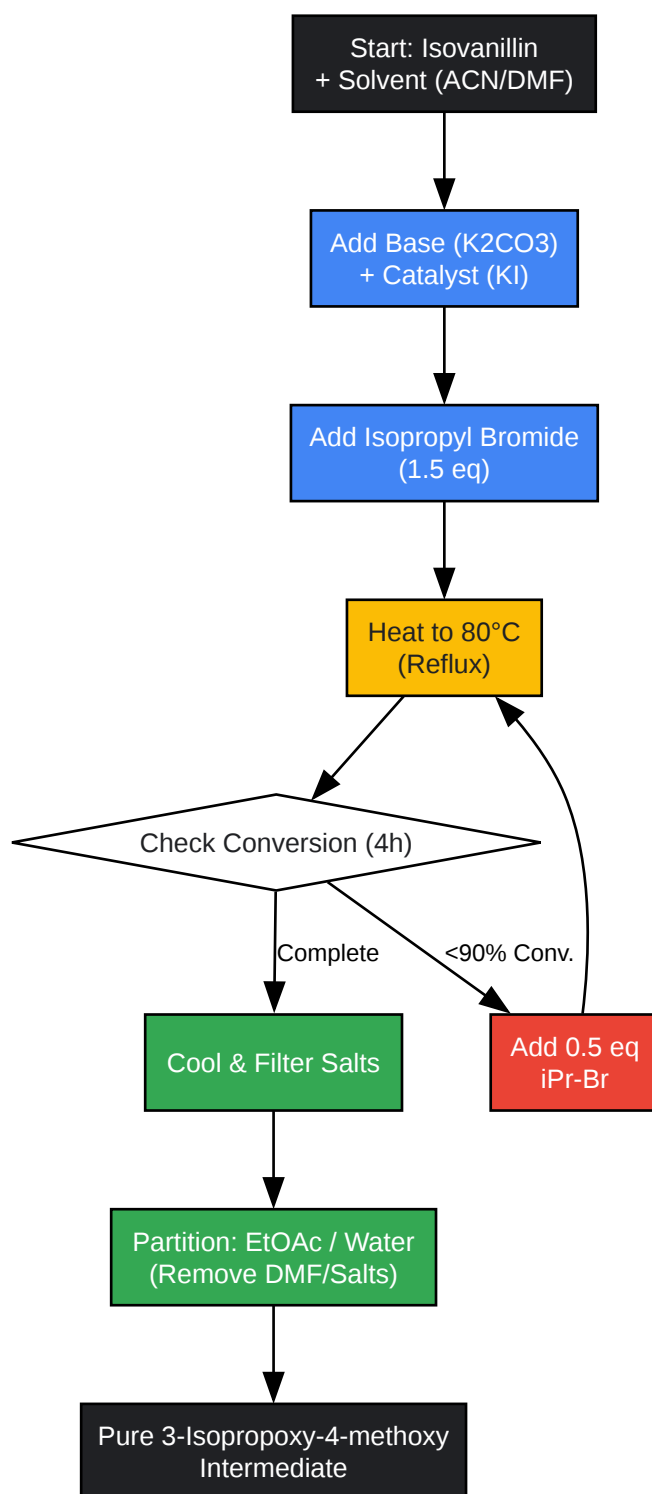 Start: Isovanillin
+ Solvent (ACN/DMF)
Add Base (K2CO3)
+ Catalyst (KI)
Add Isopropyl Bromide
(1.5 eq)
Heat to 80°C
(Reflux)
Check Conversion (4h)
Complete
<90% Conv.
Cool & Filter Salts
Add 0.5 eq
iPr-Br
Partition: EtOAc / Water
(Remove DMF/Salts)
Pure 3-Isopropoxy-4-methoxy
Intermediate